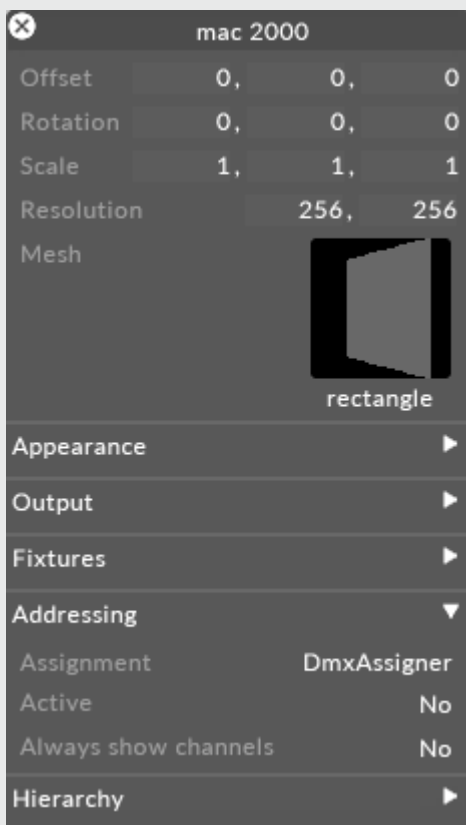 mac 2000
Offset 0, 0, 0
Rotation 0, 0, 0
Scale 1, 1, 1
Resolution 256, 256
Mesh
rectangle
Appearance
Output
Fixtures
Addressing
Assignment DmxAssigner
Active No
Always show channels No
Hierarchy